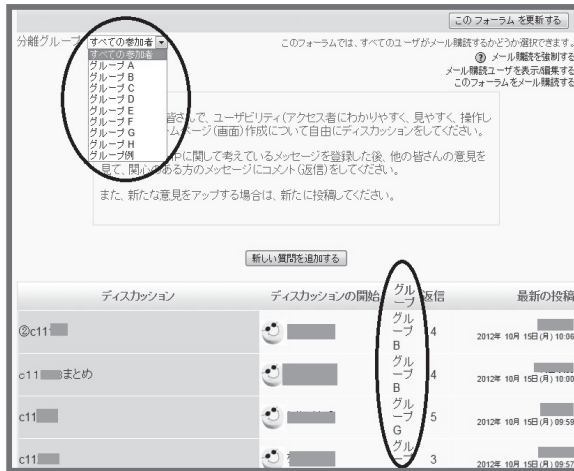 この フォーラム を更新する
分離グループ すべての参加者
すべての参加者
グループ A
グループ B
グループ C
グループ D
グループ E
グループ F
グループ G
グループ H
グループ例
このフォーラムでは、すべてのユーザがメール購読するかどうか選択できます。
メール購読を強制する
メール購読ユーザを表示/編集する
このフォーラムをメール購読する
皆さんで、ユーザビリティ(アクセス者にわかりやすく、見やすく、操作し
ページ(画面)作成について自由にディスカッションをしてください。
に関して考えているメッセージを登録した後、他の皆さんの意見を
見て、関心のある方のメッセージにコメント(返信)をしてください。
また、新たな意見をアップする場合は、新たに投稿してください。
新しい質問を追加する
ディスカッション ディスカッションの開始 グループ 返信 最新の投稿
②c11 グループ B 4 2012年 10月 15日(月) 10:06
c11 まとめ グループ B 4 2012年 10月 15日(月) 10:00
c11 グループ G 5 2012年 10月 15日(月) 09:59
c11 グループ 3 2012年 10月 15日(月) 09:57